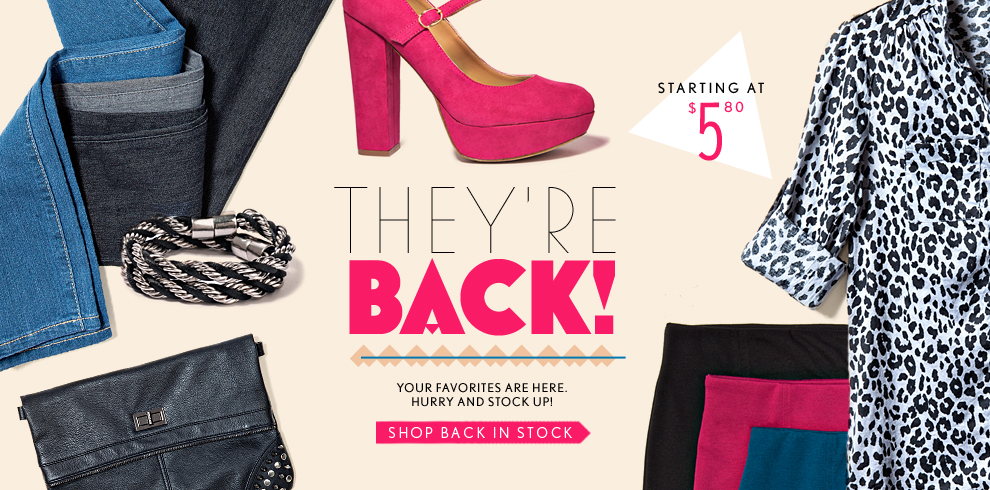 STARTING AT
$5.80
THEY'RE
BACK!
YOUR FAVORITES ARE HERE.
HURRY AND STOCK UP!
SHOP BACK IN STOCK